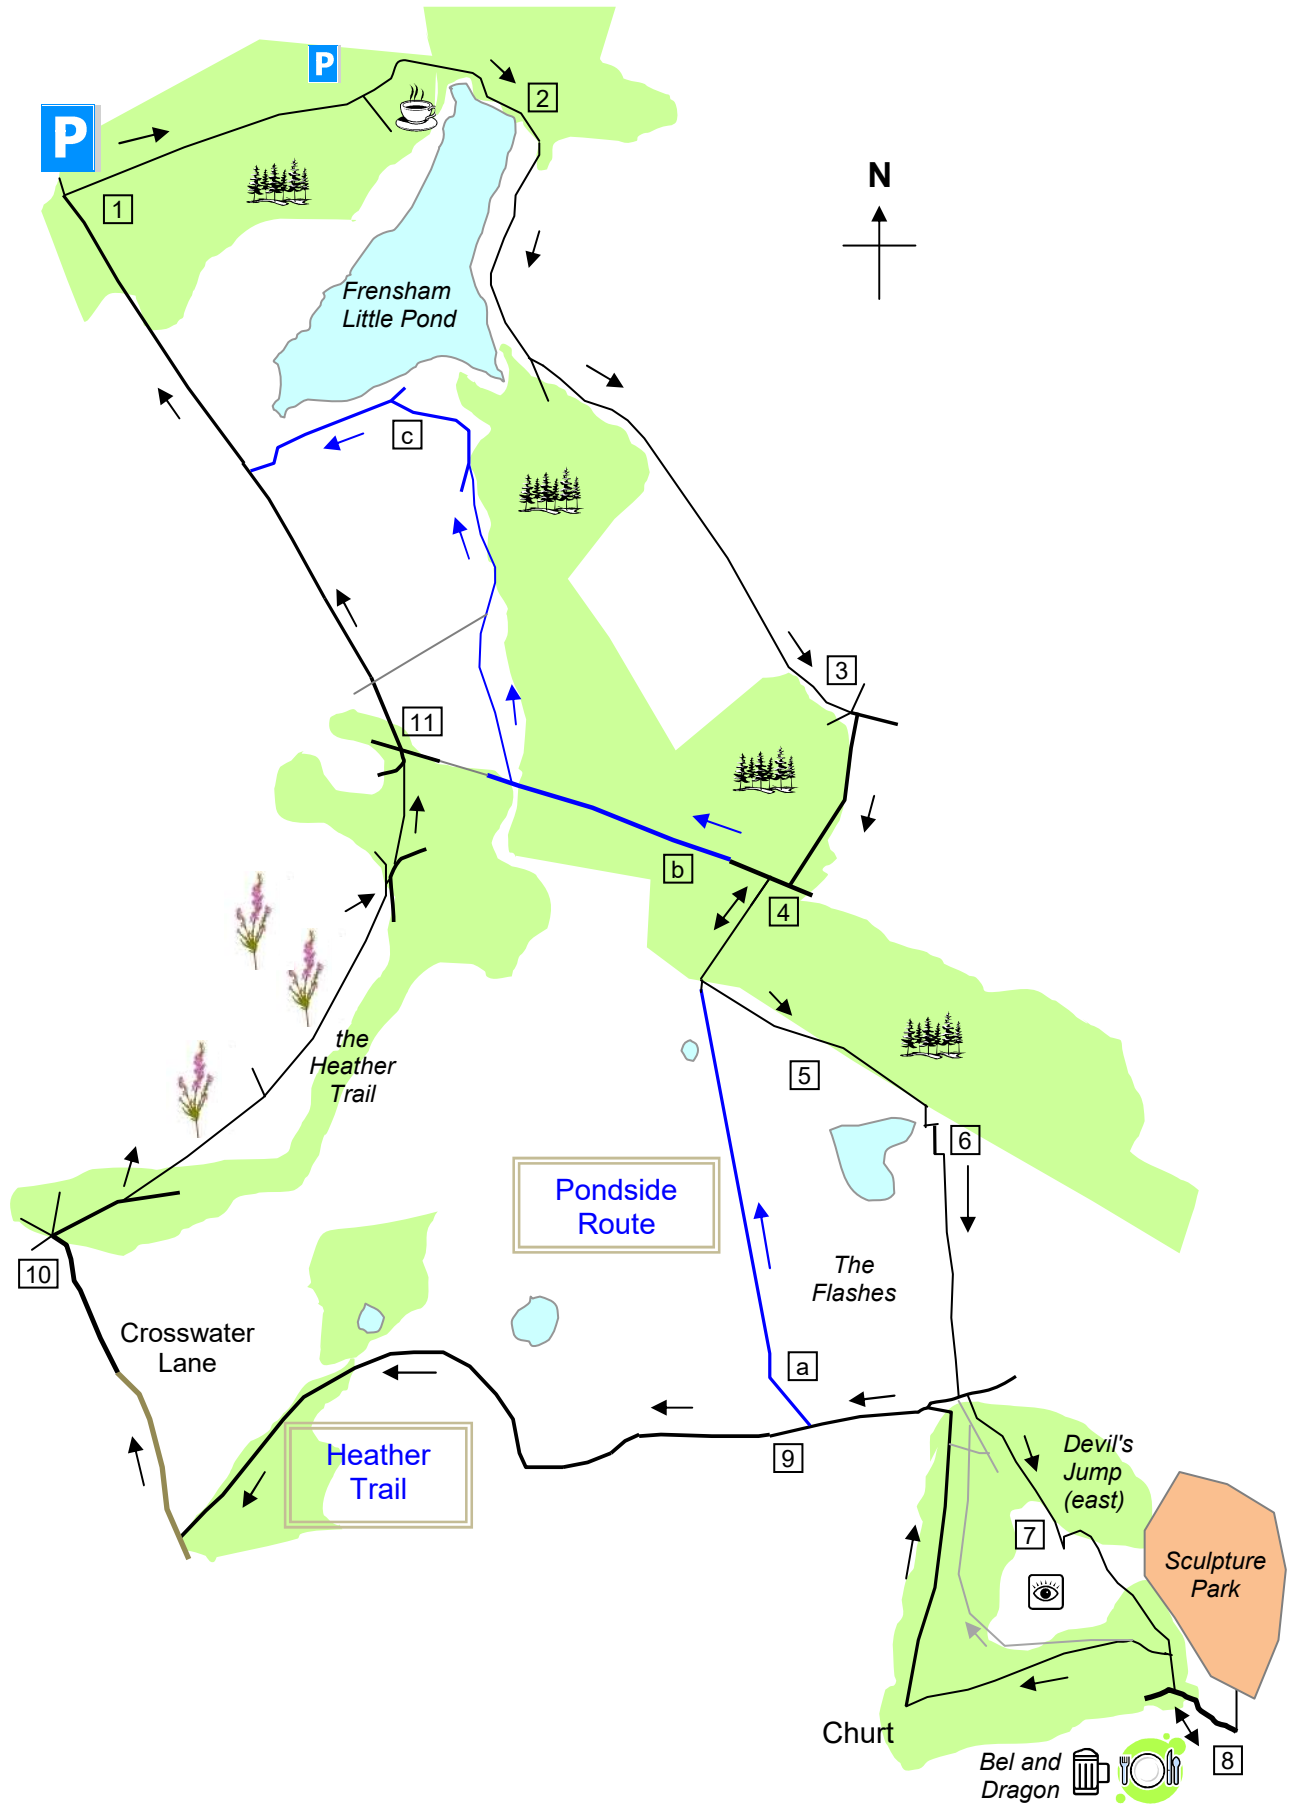 P
2
P
1
N
Frensham
Little Pond
c
3
11
b
4
the
Heather
Trail
5
6
Pondside
Route
The
Flashes
10
Crosswater
Lane
a
Heather
Trail
9
Devil's
Jump
(east)
7
Sculpture
Park
Churt
Bel and
Dragon
8